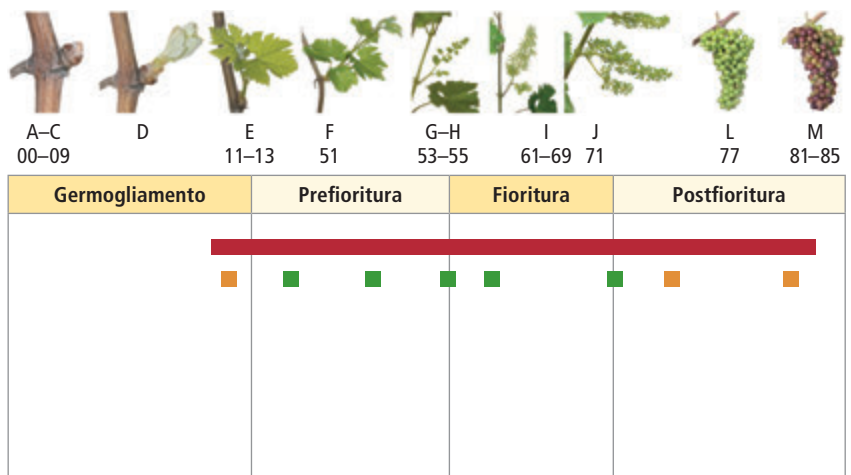 A–C D E F G–H I J L M
00–09 11–13 51 53–55 61–69 71 77 81–85
Germogliamento Prefioritura Fioritura Postfioritura